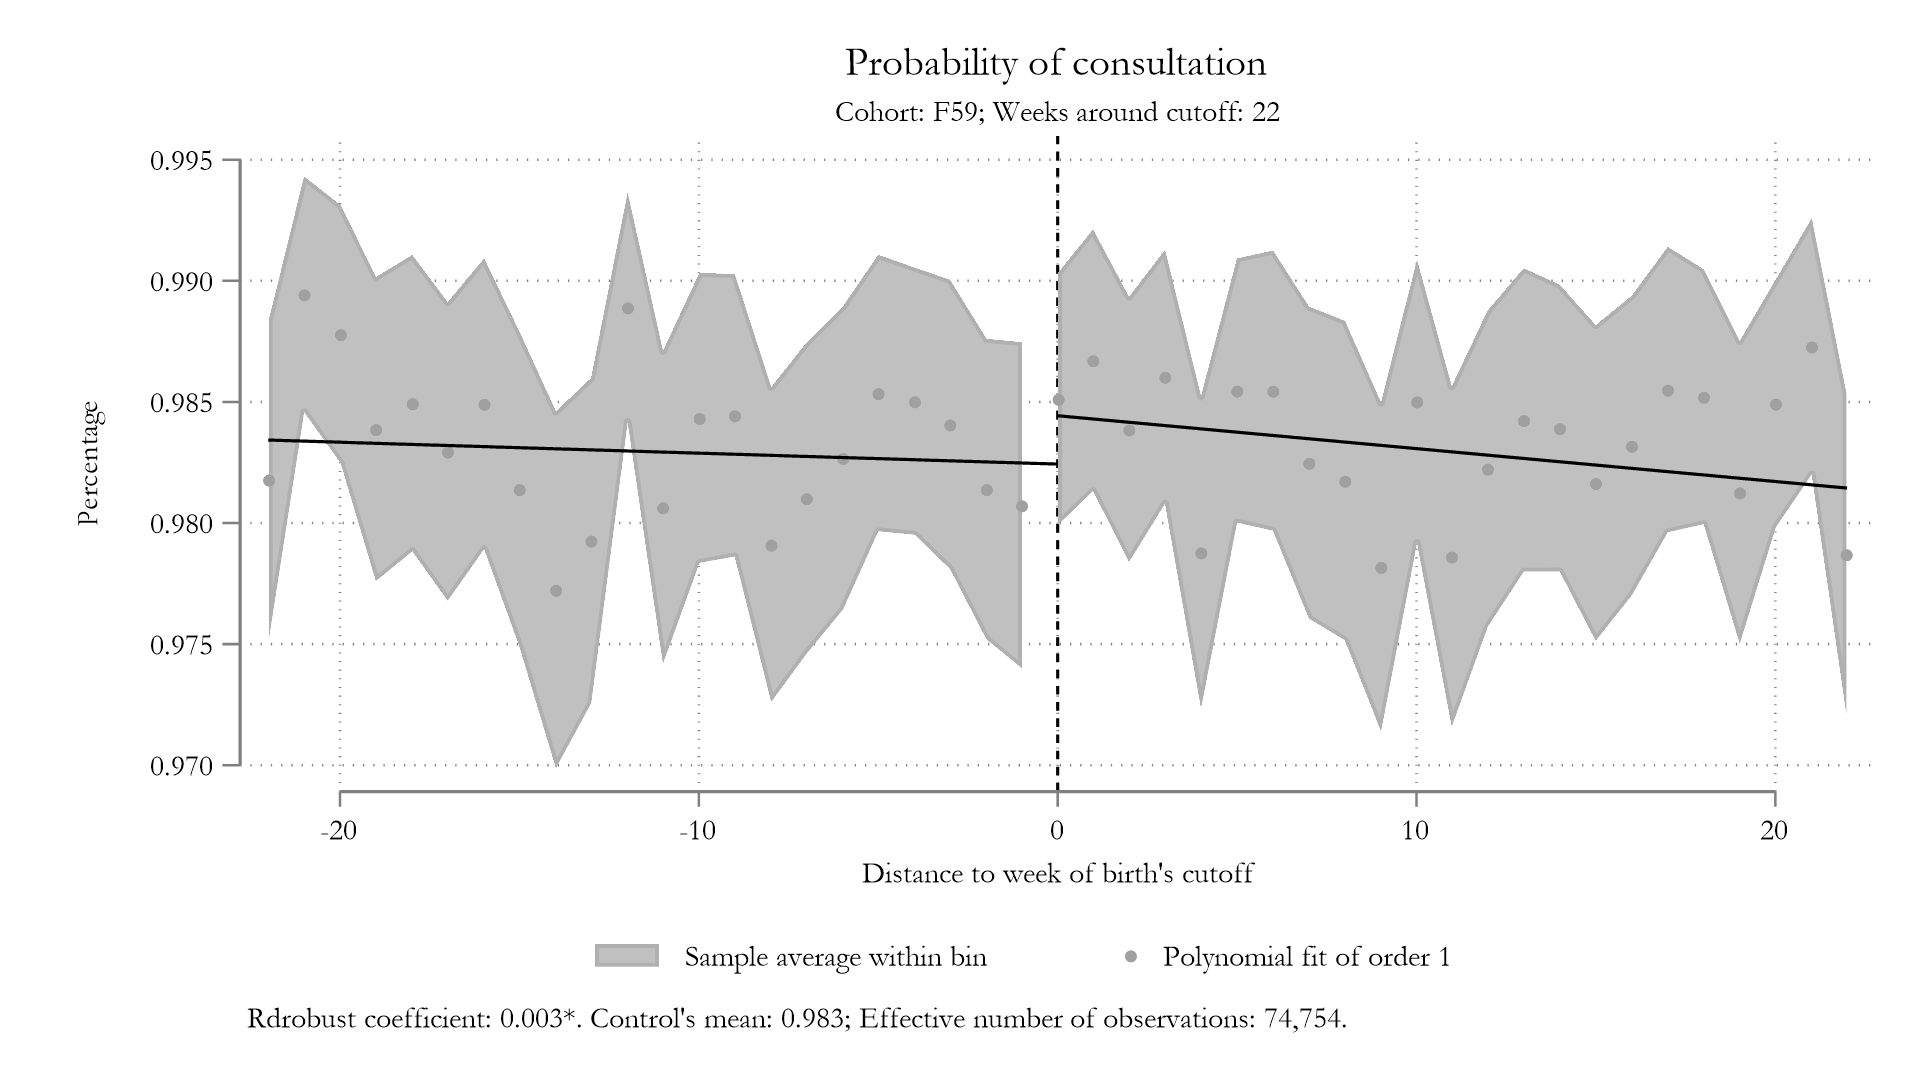 Probability of consultation
Cohort: F59; Weeks around cutoff: 22
0.995
0.990
0.985
0.980
0.975
0.970
Percentage
-20 -10 0 10 20
Distance to week of birth's cutoff
Sample average within bin Polynomial fit of order 1
Rdrobust coefficient: 0.003*. Control's mean: 0.983; Effective number of observations: 74,754.